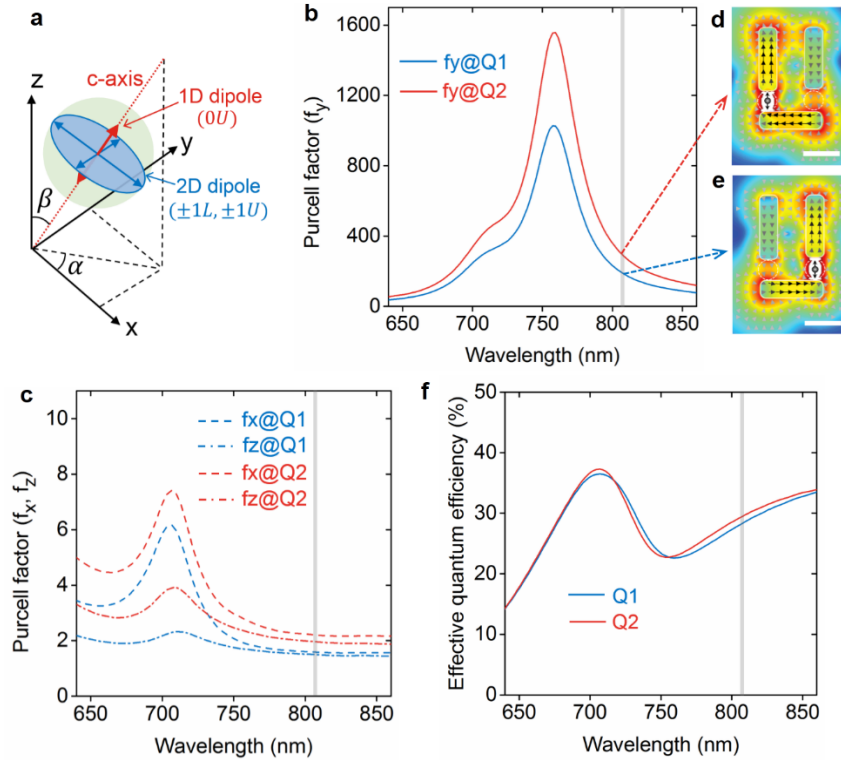 a
z
c-axis
1D dipole
(0U)
y
2D dipole
(±1L, ±1U)
β
α
x
b
Purcell factor (fy)
1600
1200
800
400
0
fy@Q1
fy@Q2
650
700
750
800
850
Wavelength (nm)
d
e
c
Purcell factor (fx, fz)
10
8
6
4
2
0
fx@Q1
fz@Q1
fx@Q2
fz@Q2
650
700
750
800
850
Wavelength (nm)
f
Effective quantum efficiency (%)
50
40
30
20
10
0
Q1
Q2
650
700
750
800
850
Wavelength (nm)